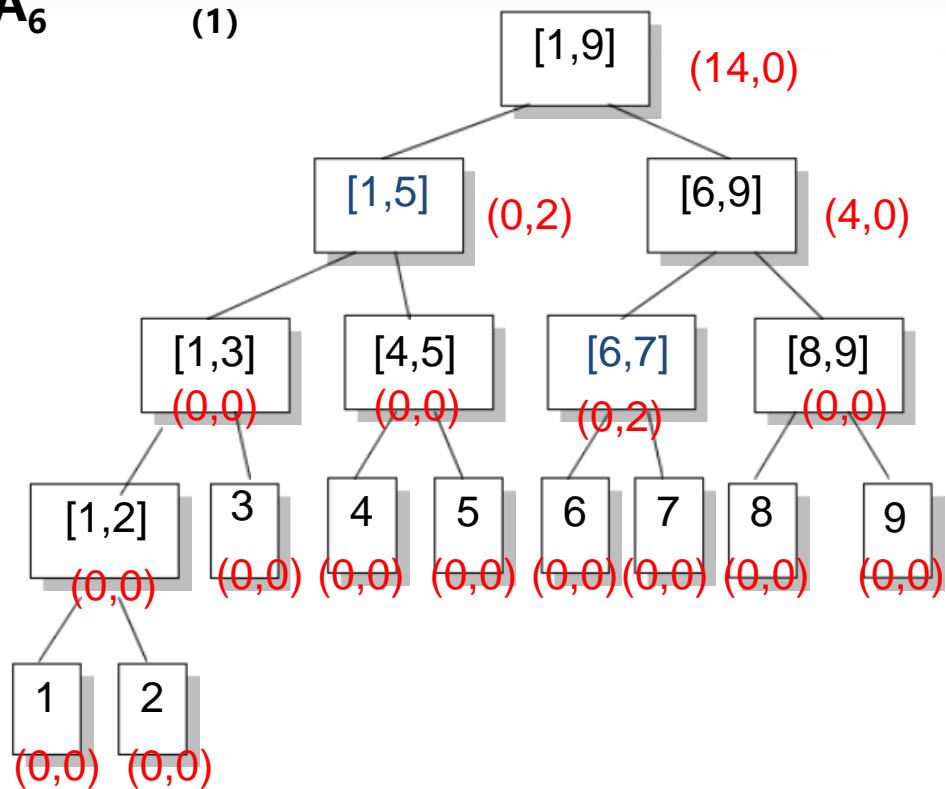 A6 (1)
[1,9] (14,0)
[1,5] (0,2) [6,9] (4,0)
[1,3] [4,5] [6,7] [8,9]
(0,0) (0,0) (0,2) (0,0)
[1,2] 3 4 5 6 7 8 9
(0,0) (0,0) (0,0) (0,0) (0,0) (0,0) (0,0) (0,0)
1 2
(0,0) (0,0)